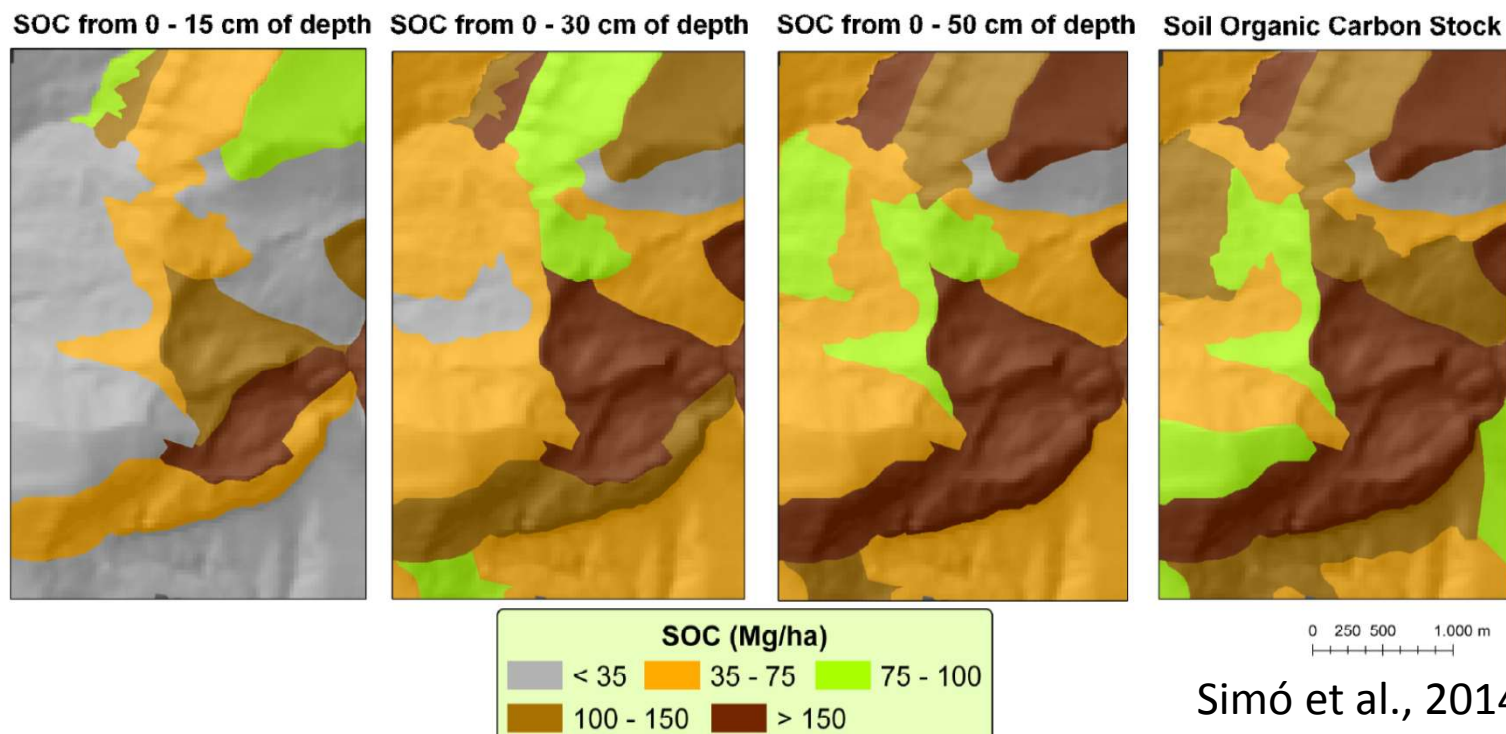 SOC from 0 - 15 cm of depth
SOC from 0 - 30 cm of depth
SOC from 0 - 50 cm of depth
Soil Organic Carbon Stock
SOC (Mg/ha)
< 35
35 - 75
75 - 100
100 - 150
> 150
0 250 500 1.000 m
Simó et al., 2014